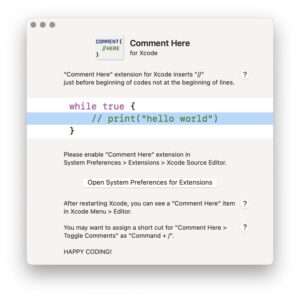 COMMENT{
//HERE
}
Comment Here
for Xcode
"Comment Here" extension for Xcode inserts "//"
just before beginning of codes not at the beginning of lines.
?
while true {
// print("hello world")
}
Please enable "Comment Here" extension in
System Preferences > Extensions > Xcode Source Editor.
Open System Preferences for Extensions
After restarting Xcode, you can see a "Comment Here" item
in Xcode Menu > Editor.
?
You may want to assign a short cut for "Comment Here >
Toggle Comments" as "Command + /".
?
HAPPY CODING!